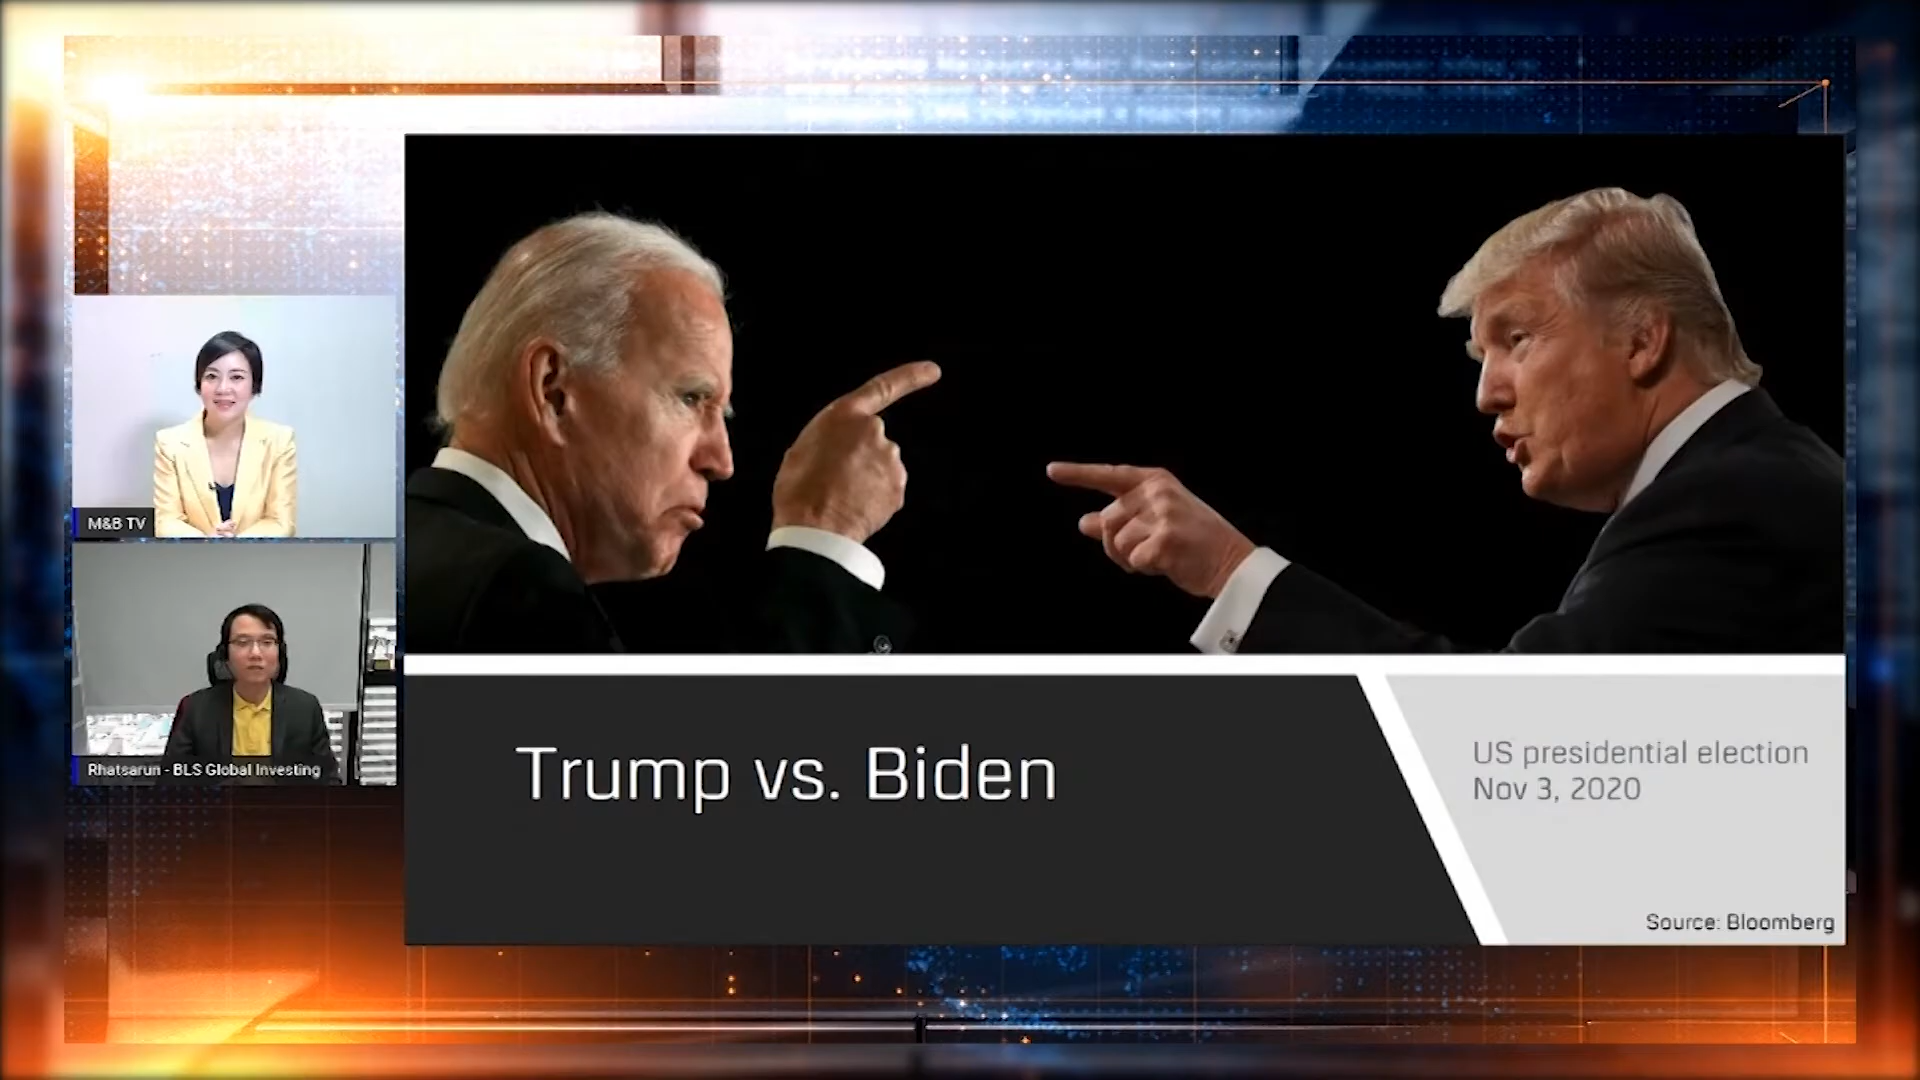 M&B TV
Rhatsarun - BLS Global Investing
Trump vs. Biden
US presidential election
Nov 3, 2020
Source: Bloomberg